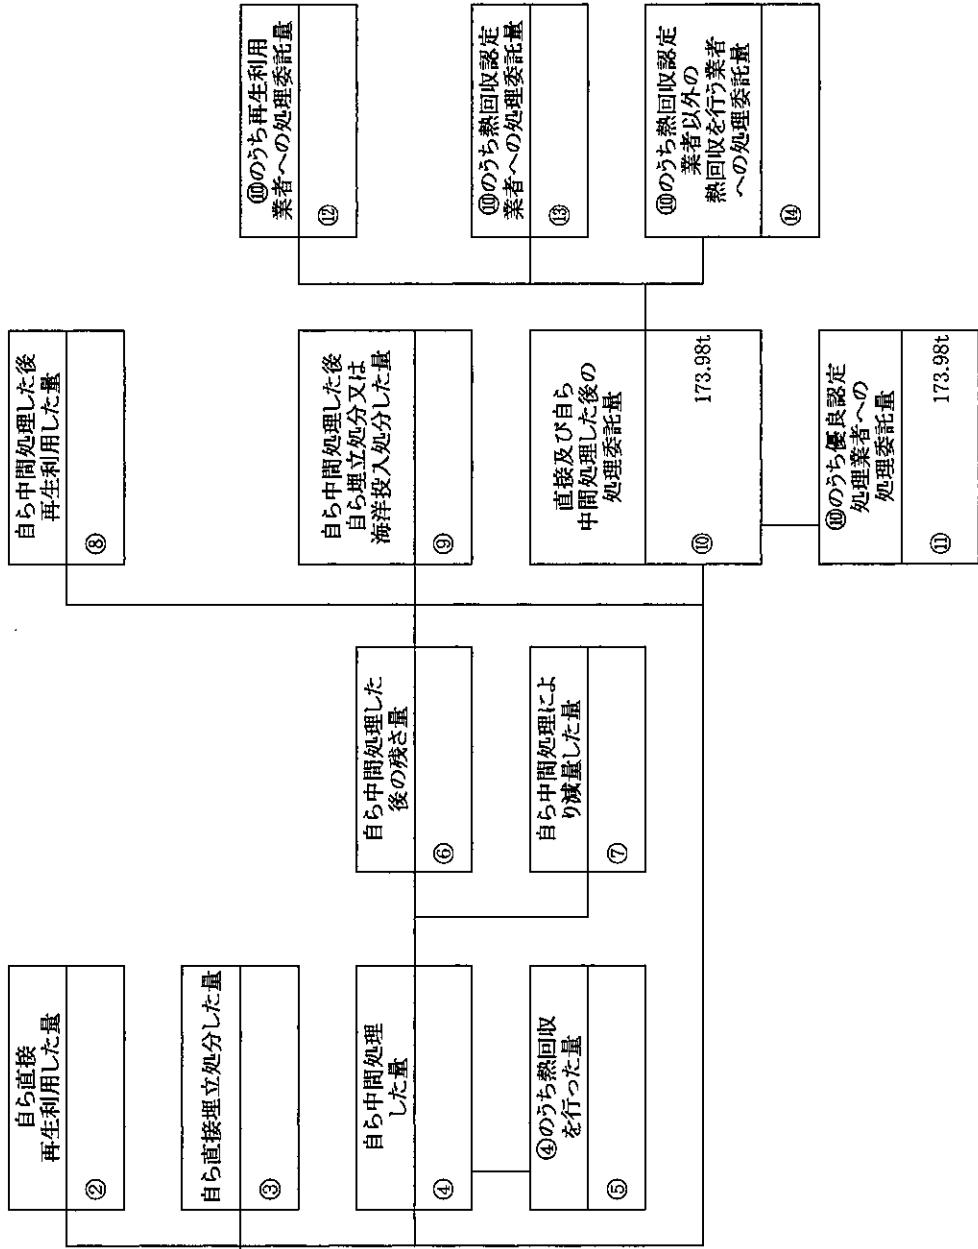 自ら直接
再生利用した量
②
自ら直接埋立処分した量
③
自ら中間処理
した量
④
④のうち熱回収
を行った量
⑤
自ら中間処理した
後の残さ量
⑥
自ら中間処理によ
り減量した量
⑦
自ら中間処理した後
再生利用した量
⑧
自ら中間処理した後
自ら埋立処分又は
海洋投入処分した量
⑨
直接及び自ら
中間処理した後の
処理委託量
⑩ 173.98t
⑩のうち優良認定
処理業者への
処理委託量
⑪ 173.98t
⑩のうち再生利用
業者への処理委託量
⑫
⑩のうち熱回収認定
業者への処理委託量
⑬
⑩のうち熱回収認定
業者以外の
熱回収を行う業者
への処理委託量
⑭